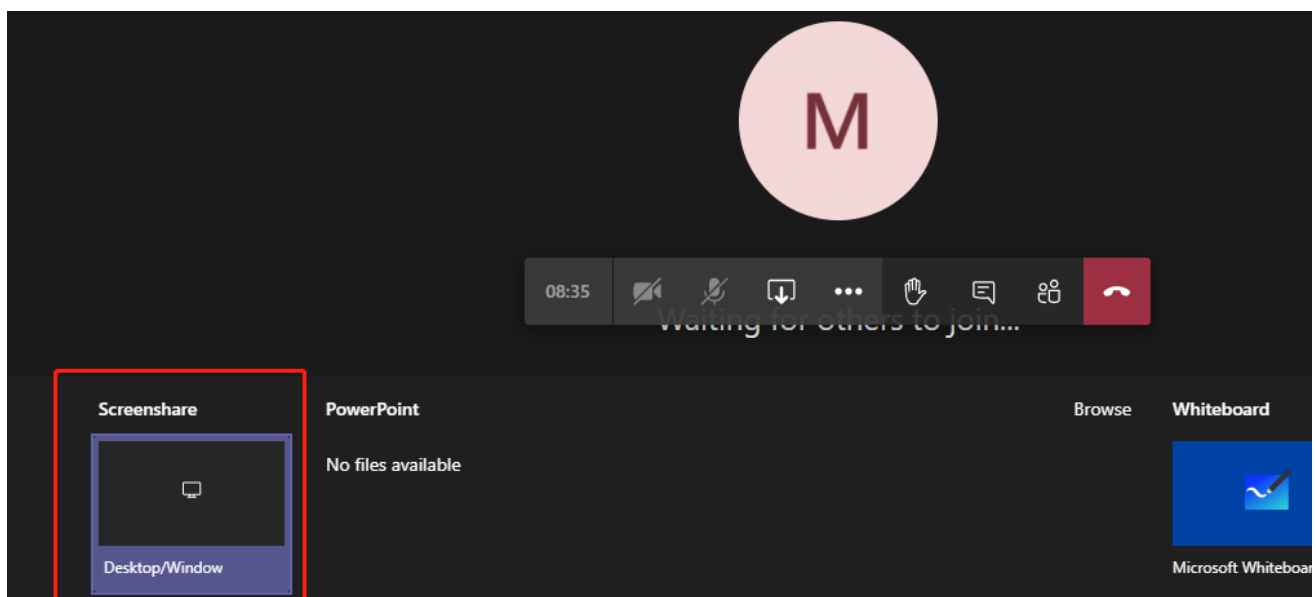 M
08:35
Waiting for others to join...
Screenshare
PowerPoint
Browse
Whiteboard
No files available
Desktop/Window
Microsoft Whiteboar